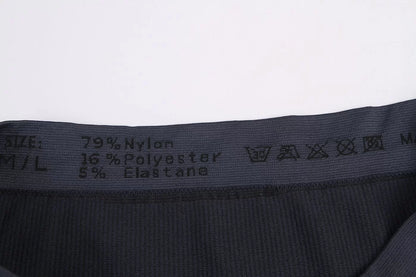 SIZE: 79% Nylon
M/L 16% Polyester
5% Elastane
M